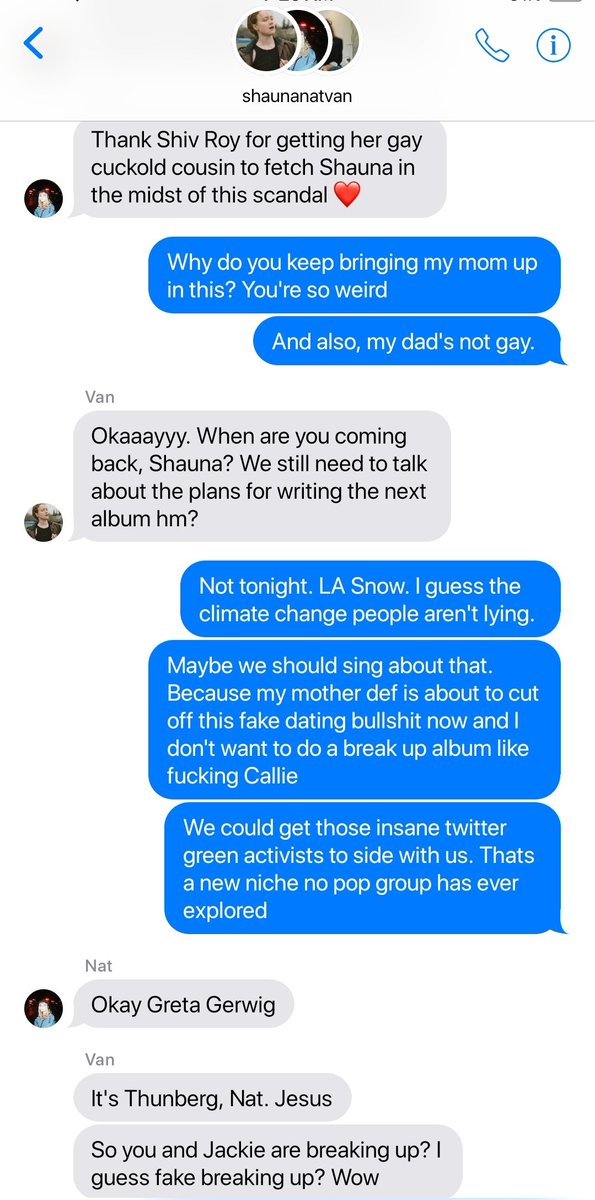 shaunanatvan
Thank Shiv Roy for getting her gay
cuckold cousin to fetch Shauna in
the midst of this scandal ❤️
Why do you keep bringing my mom up
in this? You're so weird
And also, my dad's not gay.
Van
Okaaayyy. When are you coming
back, Shauna? We still need to talk
about the plans for writing the next
album hm?
Not tonight. LA Snow. I guess the
climate change people aren't lying.
Maybe we should sing about that.
Because my mother def is about to cut
off this fake dating bullshit now and I
don't want to do a break up album like
fucking Callie
We could get those insane twitter
green activists to side with us. Thats
a new niche no pop group has ever
explored
Nat
Okay Greta Gerwig
Van
It's Thunberg, Nat. Jesus
So you and Jackie are breaking up? I
guess fake breaking up? Wow